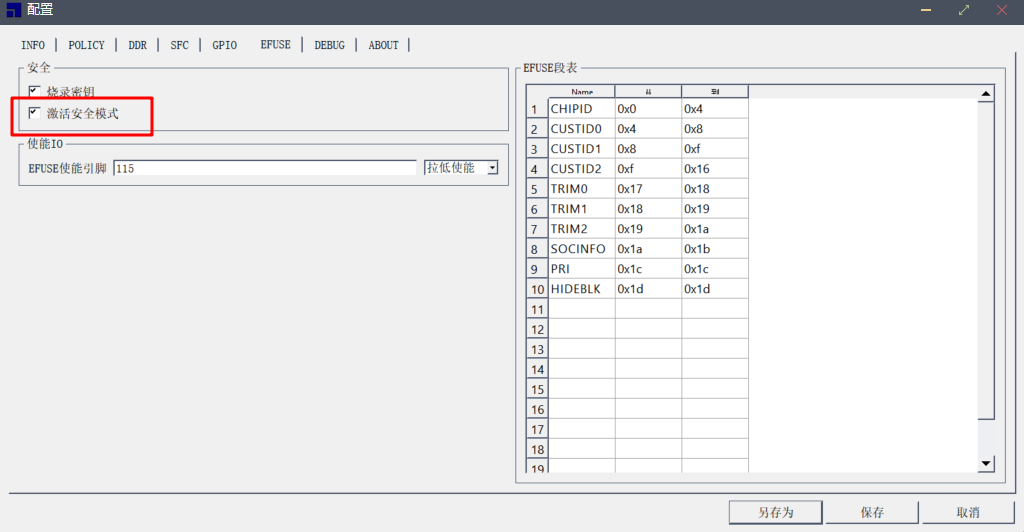 配置
INFO POLICY DDR SFC GPIO EFUSE DEBUG ABOUT
安全
烧录密钥
激活安全模式
使能IO
EFUSE使能引脚 115 拉低使能
EFUSE段表
Name 从 到
1 CHIPID 0x0 0x4
2 CUSTID0 0x4 0x8
3 CUSTID1 0x8 0xf
4 CUSTID2 0xf 0x16
5 TRIM0 0x17 0x18
6 TRIM1 0x18 0x19
7 TRIM2 0x19 0x1a
8 SOCINFO 0x1a 0x1b
9 PRI 0x1c 0x1c
10 HIDEBLK 0x1d 0x1d
11
12
13
14
15
16
17
18
19
另存为 保存 取消